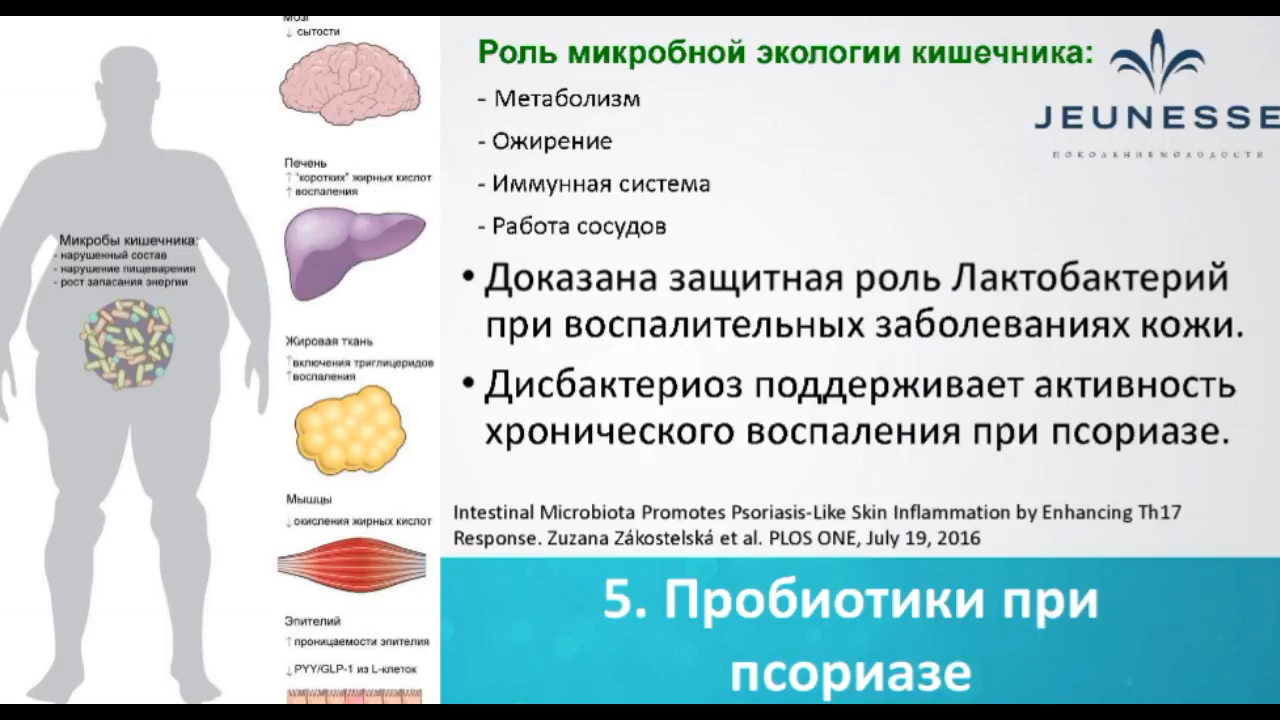 Мозг
↓ сытости
Печень
↑ "коротких" жирных кислот
↑ воспаления
Микробы кишечника:
- нарушенный состав
- нарушение пищеварения
- рост запасания энергии
Жировая ткань
↑включения триглицеридов
↑воспаления
Мышцы
↓окисления жирных кислот
Эпителий
↑проницаемости эпителия
↓PYY/GLP-1 из L-клеток
Роль микробной экологии кишечника:
- Метаболизм
- Ожирение
- Иммунная система
- Работа сосудов
JEUNESSE
ПОКОЛЕНИЕ МОЛОДОСТИ
• Доказана защитная роль Лактобактерий
при воспалительных заболеваниях кожи.
• Дисбактериоз поддерживает активность
хронического воспаления при псориазе.
Intestinal Microbiota Promotes Psoriasis-Like Skin Inflammation by Enhancing Th17
Response. Zuzana Zákostelská et al. PLOS ONE, July 19, 2016
5. Пробиотики при
псориазе